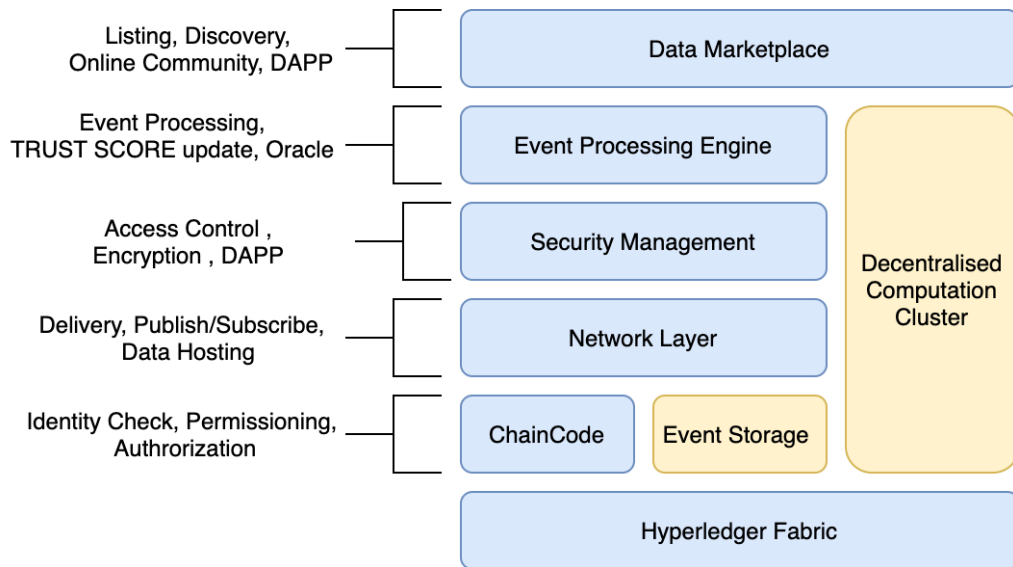 Listing, Discovery,
Online Community, DAPP
Data Marketplace
Event Processing,
TRUST SCORE update, Oracle
Event Processing Engine
Access Control ,
Encryption , DAPP
Security Management
Decentralised
Computation
Cluster
Delivery, Publish/Subscribe,
Data Hosting
Network Layer
Identity Check, Permissioning,
Authrorization
ChainCode
Event Storage
Hyperledger Fabric